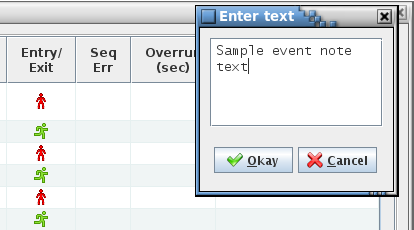 Enter text
Entry/
Exit
Seq
Err
Overrun
(sec)
Sample event note
text
Okay
Cancel